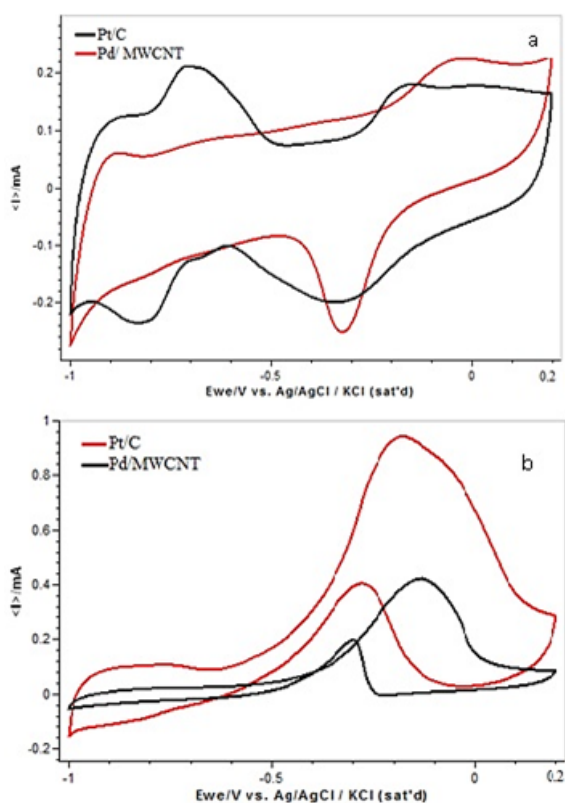 Pt/C
Pd/ MWCNT
a
0.2
0.1
0
-0.1
-0.2
<I>/mA
-1
-0.5
0
0.2
Ewe/V vs. Ag/AgCl / KCl (sat'd)
Pt/C
Pd/MWCNT
b
1
0.8
0.6
0.4
0.2
0
-0.2
<I>/mA
-1
-0.5
0
0.2
Ewe/V vs. Ag/AgCl / KCl (sat'd)